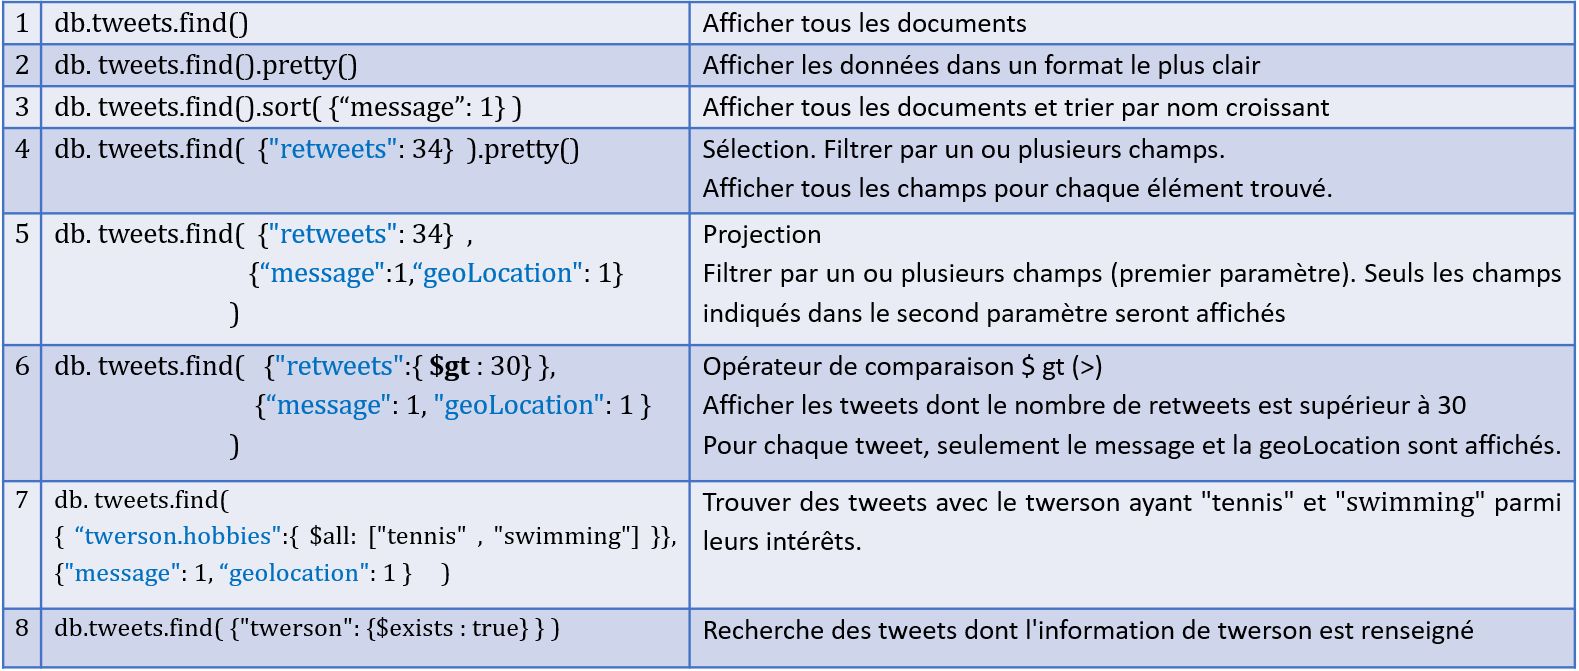 1 db.tweets.find() Afficher tous les documents
2 db. tweets.find().pretty() Afficher les données dans un format le plus clair
3 db. tweets.find().sort( {“message”: 1} ) Afficher tous les documents et trier par nom croissant
4 db. tweets.find( {"retweets": 34} ).pretty() Sélection. Filtrer par un ou plusieurs champs.
Afficher tous les champs pour chaque élément trouvé.
5 db. tweets.find( {"retweets": 34} , Projection
{“message":1,“geoLocation": 1} Filtrer par un ou plusieurs champs (premier paramètre). Seuls les champs
) indiqués dans le second paramètre seront affichés
6 db. tweets.find( {"retweets":{ $gt : 30} }, Opérateur de comparaison $ gt (>)
{“message": 1, "geoLocation": 1 } Afficher les tweets dont le nombre de retweets est supérieur à 30
) Pour chaque tweet, seulement le message et la geoLocation sont affichés.
7 db. tweets.find( Trouver des tweets avec le twerson ayant "tennis" et "swimming" parmi
{ “twerson.hobbies":{ $all: ["tennis" , "swimming"] }}, leurs intérêts.
{"message": 1, “geolocation": 1 } )
8 db.tweets.find( {"twerson": {$exists : true} } ) Recherche des tweets dont l'information de twerson est renseigné